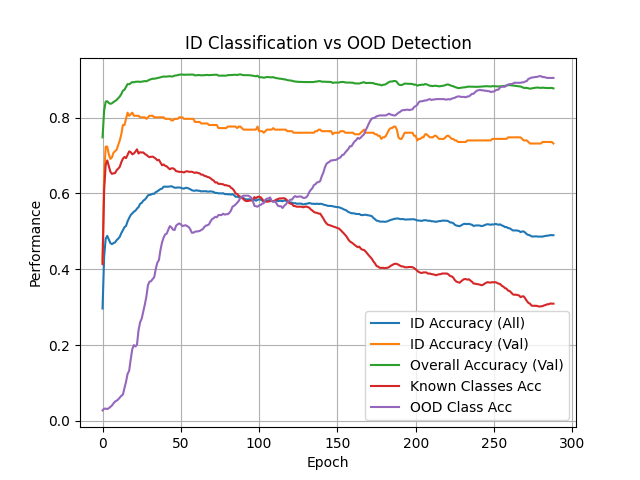 ID Classification vs OOD Detection
Performance
0.8
0.6
0.4
0.2
0.0
ID Accuracy (All)
ID Accuracy (Val)
Overall Accuracy (Val)
Known Classes Acc
OOD Class Acc
0 50 100 150 200 250 300
Epoch